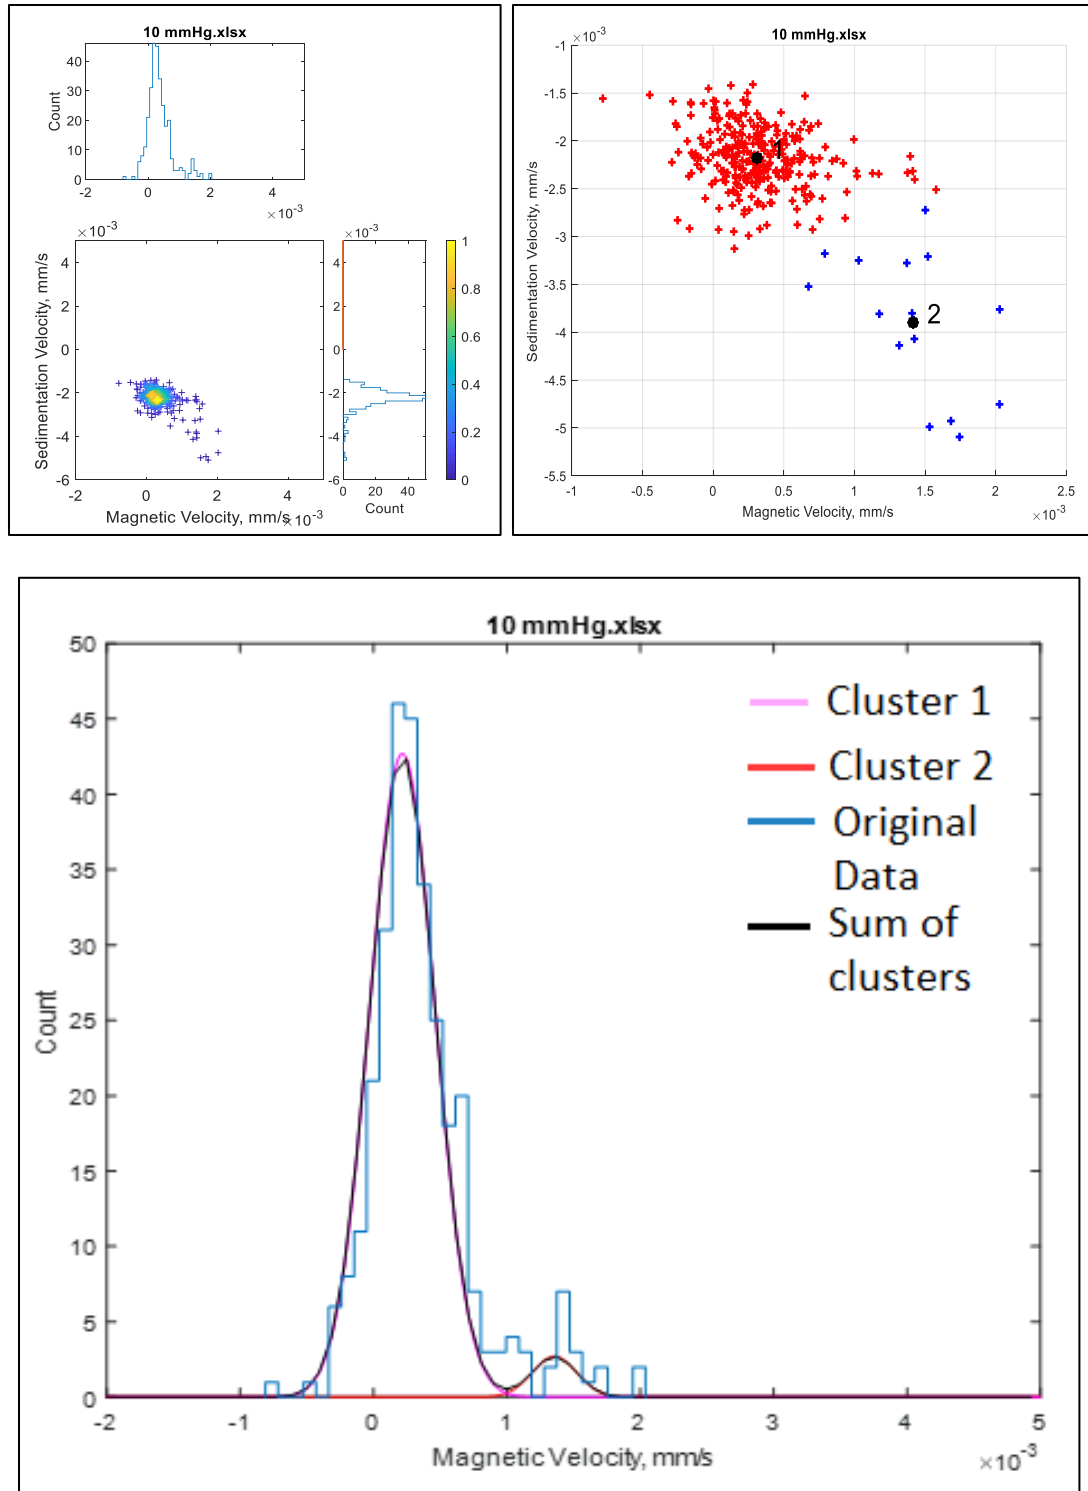 10 mmHg.xlsx
40
30
20
10
0
Count
-2 0 2 4
×10-3
×10-3
4
2
0
-2
-4
-6
Sedimentation Velocity, mm/s
-2 0 2 4
Magnetic Velocity, mm/s
×10-3
4
2
0
-2
-4
-6
0 20 40
Count
1
0.8
0.6
0.4
0.2
0
10 mmHg.xlsx
×10-3
-1
-1.5
-2
-2.5
-3
-3.5
-4
-4.5
-5
-5.5
Sedimentation Velocity, mm/s
1
2
-1 -0.5 0 0.5 1 1.5 2 2.5
Magnetic Velocity, mm/s
×10-3
10 mmHg.xlsx
50
45
40
35
30
25
20
15
10
5
0
Count
Cluster 1
Cluster 2
Original
Data
Sum of
clusters
-2 -1 0 1 2 3 4 5
Magnetic Velocity, mm/s
×10-3